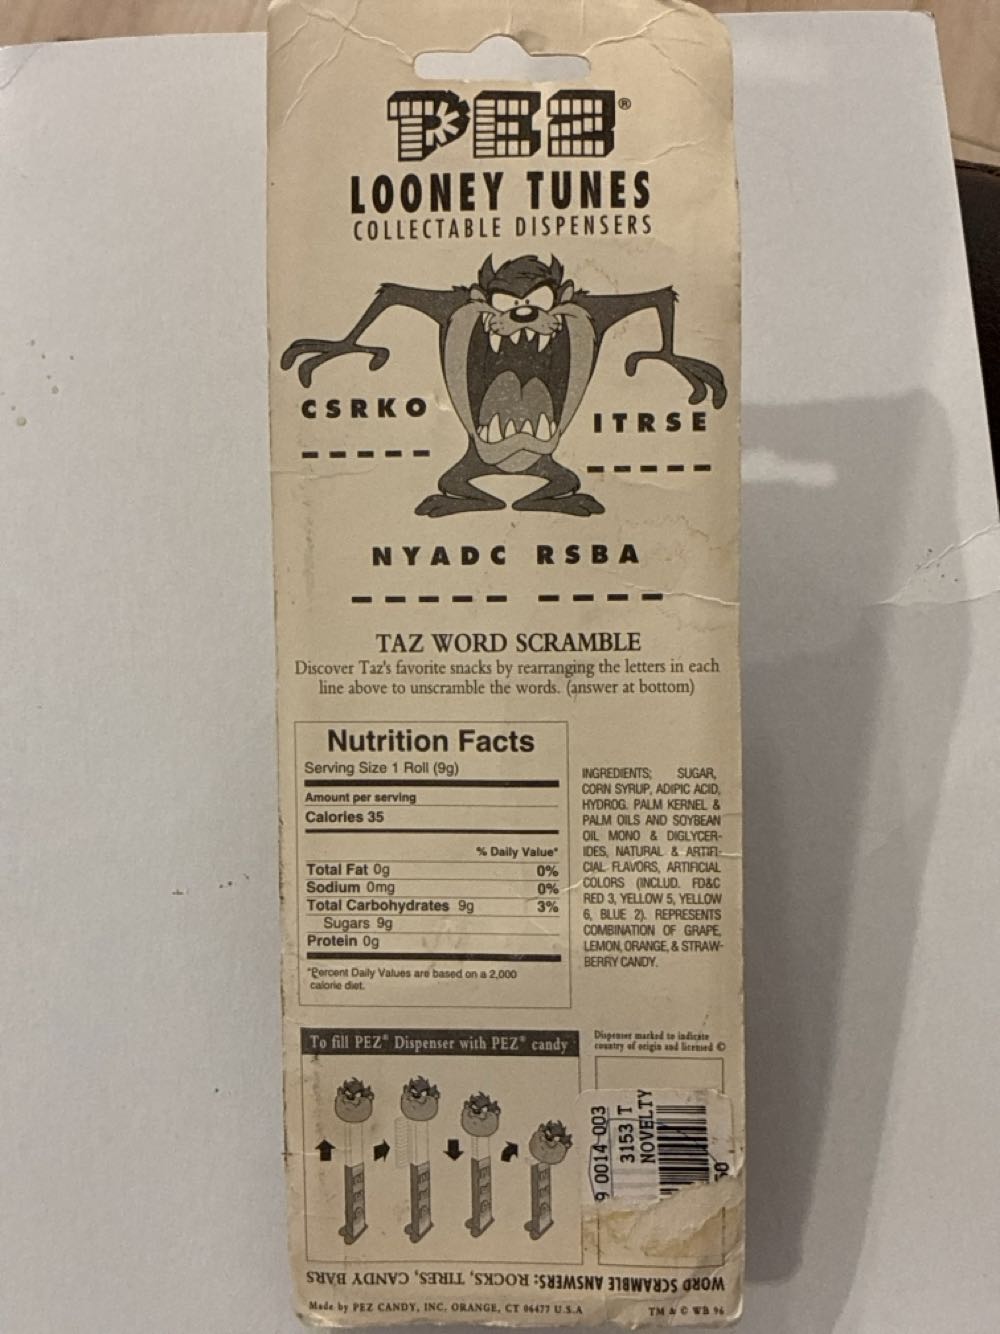 PEZ®
LOONEY TUNES
COLLECTABLE DISPENSERS
CSRKO
ITRSE
NYADC RSBA
TAZ WORD SCRAMBLE
Discover Taz's favorite snacks by rearranging the letters in each
line above to unscramble the words. (answer at bottom)
Nutrition Facts
Serving Size 1 Roll (9g)
Amount per serving
Calories 35
% Daily Value*
Total Fat 0g 0%
Sodium 0mg 0%
Total Carbohydrates 9g 3%
Sugars 9g
Protein 0g
*Percent Daily Values are based on a 2,000
calorie diet.
INGREDIENTS; SUGAR,
CORN SYRUP, ADIPIC ACID,
HYDROG. PALM KERNEL &
PALM OILS AND SOYBEAN
OIL MONO & DIGLYCER-
IDES, NATURAL & ARTIFI-
CIAL FLAVORS, ARTIFICIAL
COLORS (INCLUD. FD&C
RED 3, YELLOW 5, YELLOW
6, BLUE 2). REPRESENTS
COMBINATION OF GRAPE,
LEMON, ORANGE, & STRAW-
BERRY CANDY.
To fill PEZ® Dispenser with PEZ® candy
PEZ
PEZ
PEZ
PEZ
Dispenser marked to indicate
country of origin and licensed ©
9 0014 003
3153 T
NOVELTY
WORD SCRAMBLE ANSWERS: ROCKS, TIRES, CANDY BARS
Made by PEZ CANDY, INC. ORANGE, CT 06477 U.S.A
TM & © WB 96